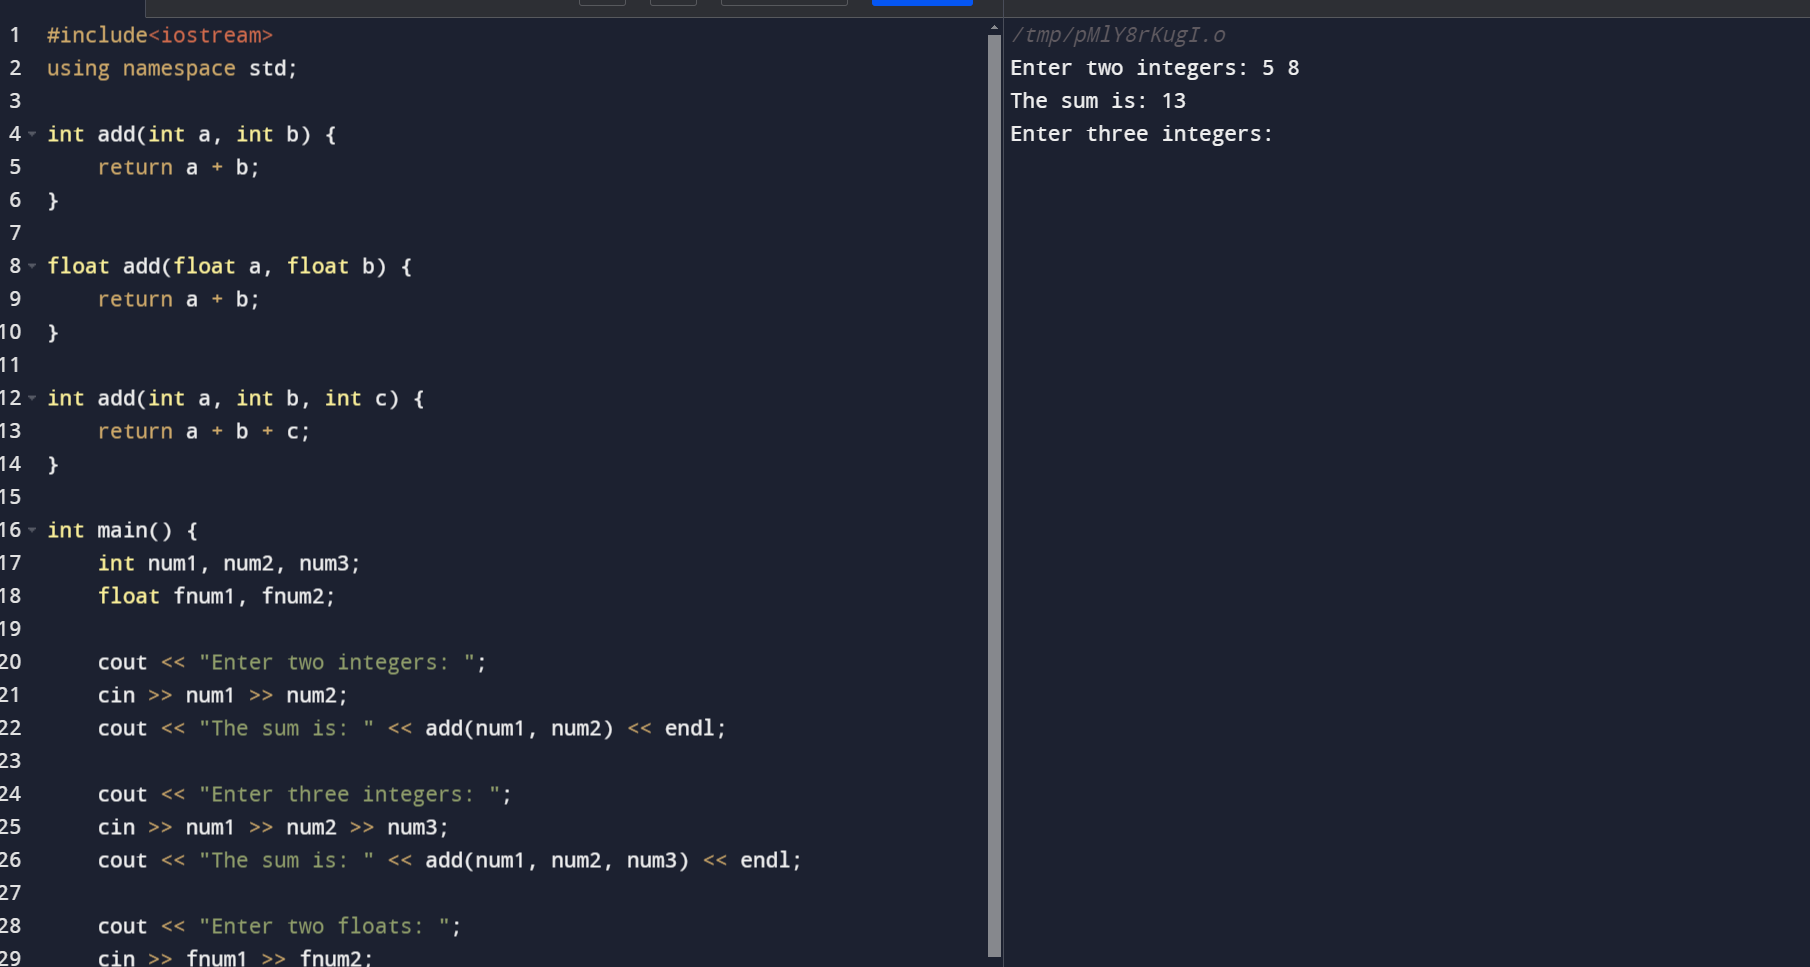 1 #include<iostream>
2 using namespace std;
3
4 int add(int a, int b) {
5     return a + b;
6 }
7
8 float add(float a, float b) {
9     return a + b;
10 }
11
12 int add(int a, int b, int c) {
13     return a + b + c;
14 }
15
16 int main() {
17     int num1, num2, num3;
18     float fnum1, fnum2;
19
20     cout << "Enter two integers: ";
21     cin >> num1 >> num2;
22     cout << "The sum is: " << add(num1, num2) << endl;
23
24     cout << "Enter three integers: ";
25     cin >> num1 >> num2 >> num3;
26     cout << "The sum is: " << add(num1, num2, num3) << endl;
27
28     cout << "Enter two floats: ";
29     cin >> fnum1 >> fnum2;
/tmp/pMlY8rKugI.o
Enter two integers: 5 8
The sum is: 13
Enter three integers: